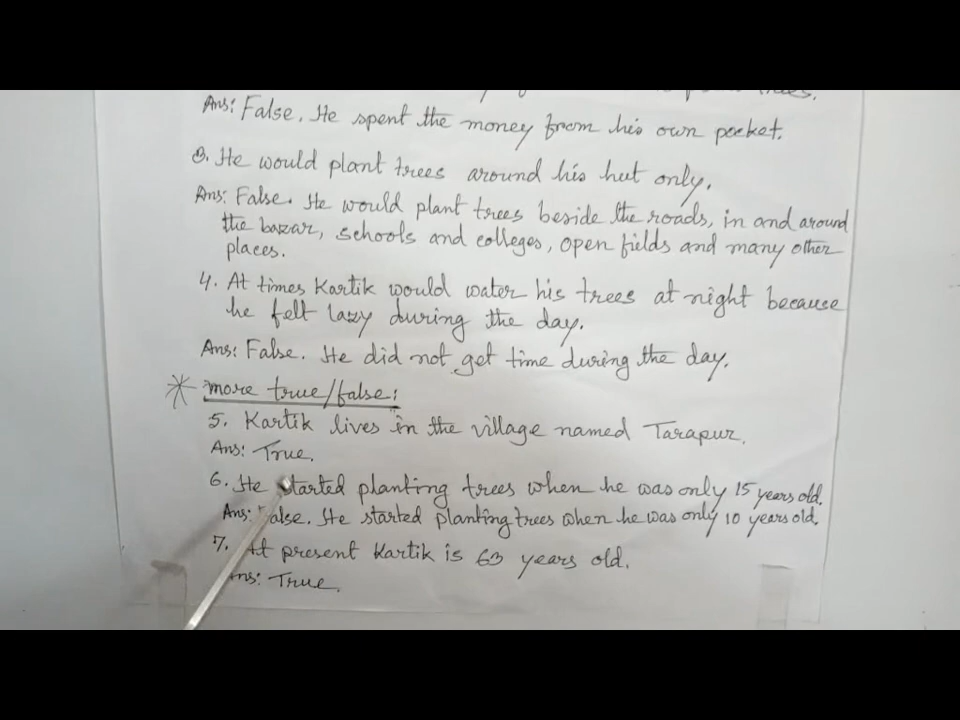 trees.
Ans: False. He spent the money from his own pocket.
3. He would plant trees around his hut only.
Ans: False. He would plant trees beside the roads, in and around
the bazar, schools and colleges, open fields and many other
places.
4. At times Kartik would water his trees at night because
he felt lazy during the day.
Ans: False. He did not get time during the day.
* more true/false:
5. Kartik lives in the village named Tarapur.
Ans: True.
6. He started planting trees when he was only 15 years old.
Ans: False. He started planting trees when he was only 10 years old.
7. At present Kartik is 63 years old.
Ans: True.